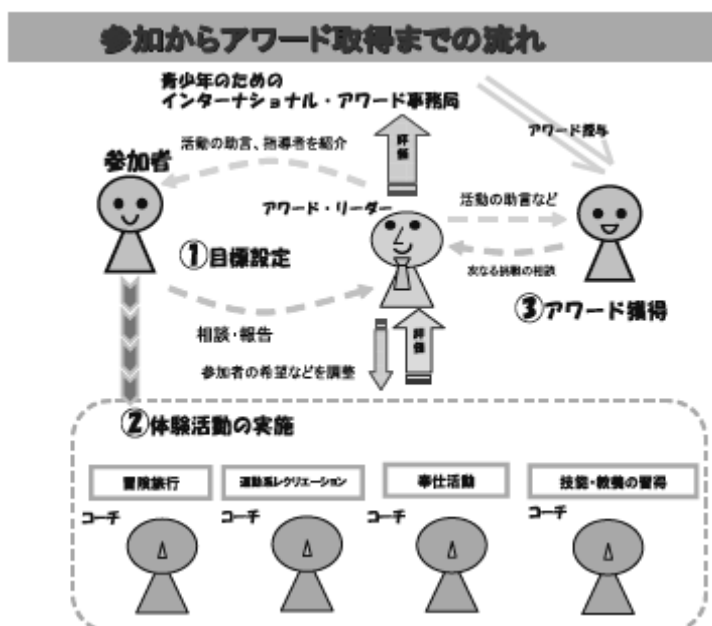 参加からアワード取得までの流れ
青少年のための
インターナショナル・アワード事務局
アワード授与
評価
活動の助言、指導者を紹介
参加者
アワード・リーダー
活動の助言など
①目標設定
次なる挑戦の相談
③アワード獲得
相談・報告
評価
参加者の希望などを調整
②体験活動の実施
冒険旅行
運動系レクリエーション
奉仕活動
技能・教養の習得
コーチ
コーチ
コーチ
コーチ